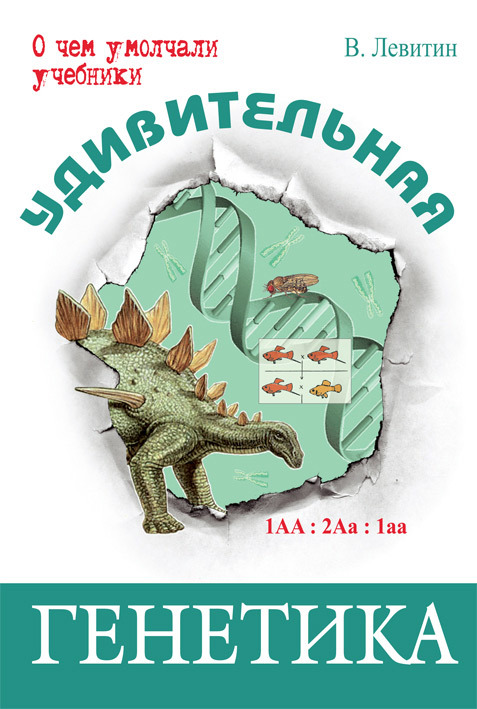 О чем умолчали
учебники
В. Левитин
УДИВИТЕЛЬНАЯ
x
x
1АА : 2Аа : 1аа
ГЕНЕТИКА